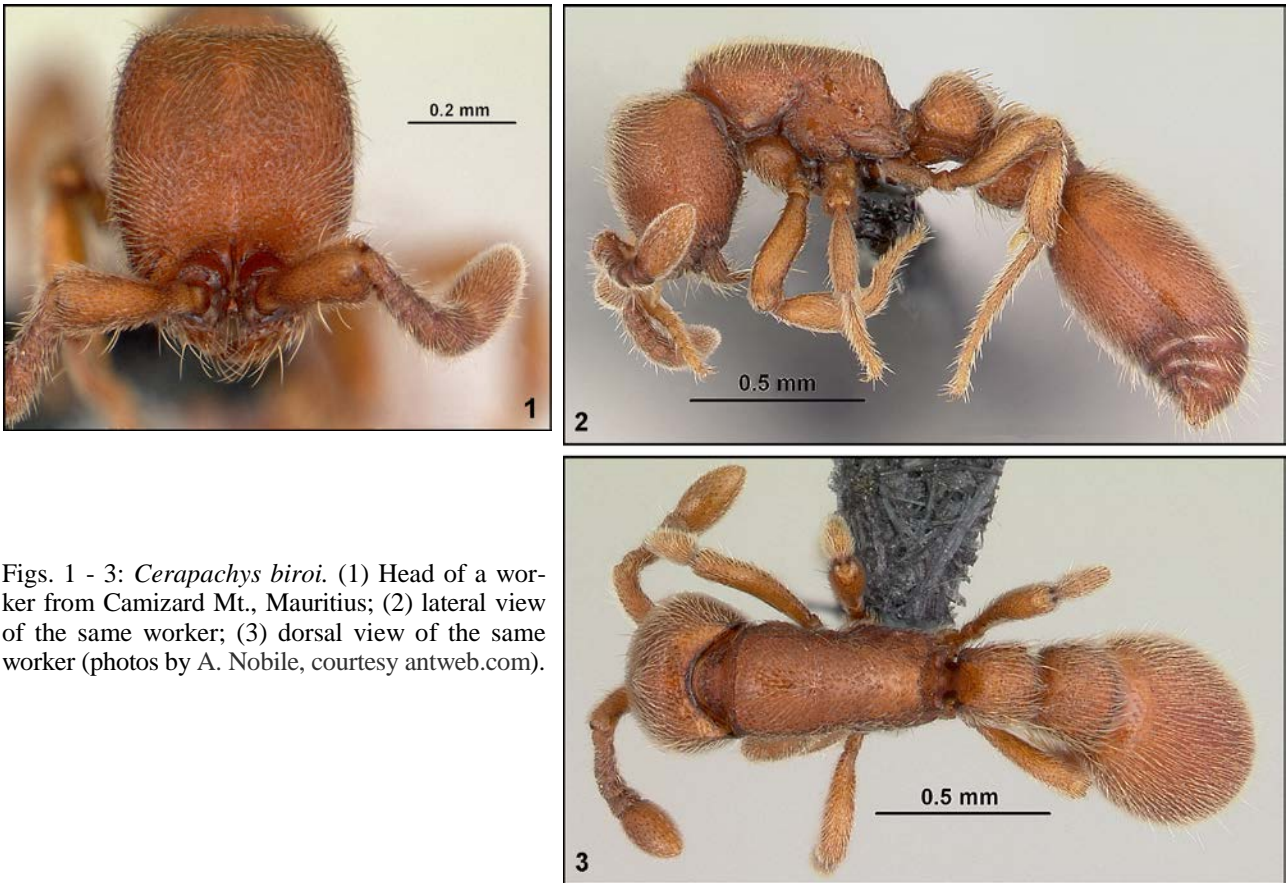 0.2 mm
1
0.5 mm
2
Figs. 1 - 3: Cerapachys biroi. (1) Head of a wor-
ker from Camizard Mt., Mauritius; (2) lateral view
of the same worker; (3) dorsal view of the same
worker (photos by A. Nobile, courtesy antweb.com).
0.5 mm
3